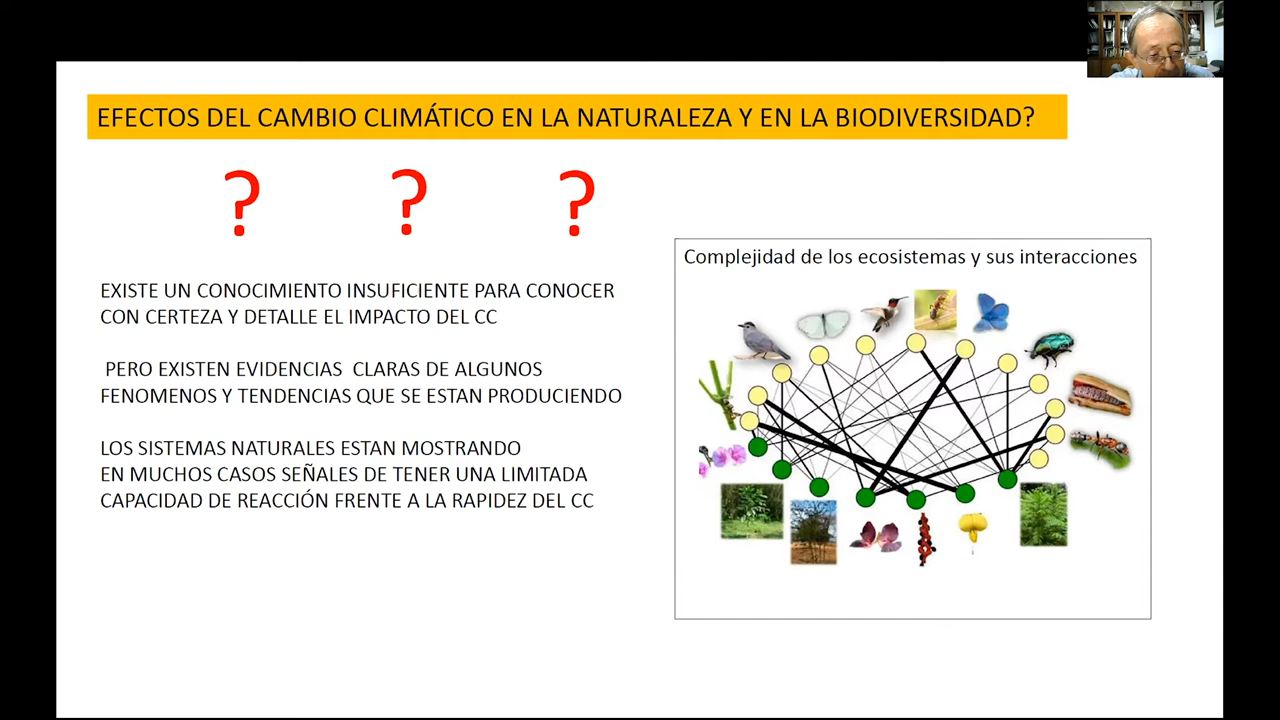 EFECTOS DEL CAMBIO CLIMÁTICO EN LA NATURALEZA Y EN LA BIODIVERSIDAD?
? ? ?
EXISTE UN CONOCIMIENTO INSUFICIENTE PARA CONOCER
CON CERTEZA Y DETALLE EL IMPACTO DEL CC
PERO EXISTEN EVIDENCIAS CLARAS DE ALGUNOS
FENOMENOS Y TENDENCIAS QUE SE ESTAN PRODUCIENDO
LOS SISTEMAS NATURALES ESTAN MOSTRANDO
EN MUCHOS CASOS SEÑALES DE TENER UNA LIMITADA
CAPACIDAD DE REACCIÓN FRENTE A LA RAPIDEZ DEL CC
Complejidad de los ecosistemas y sus interacciones